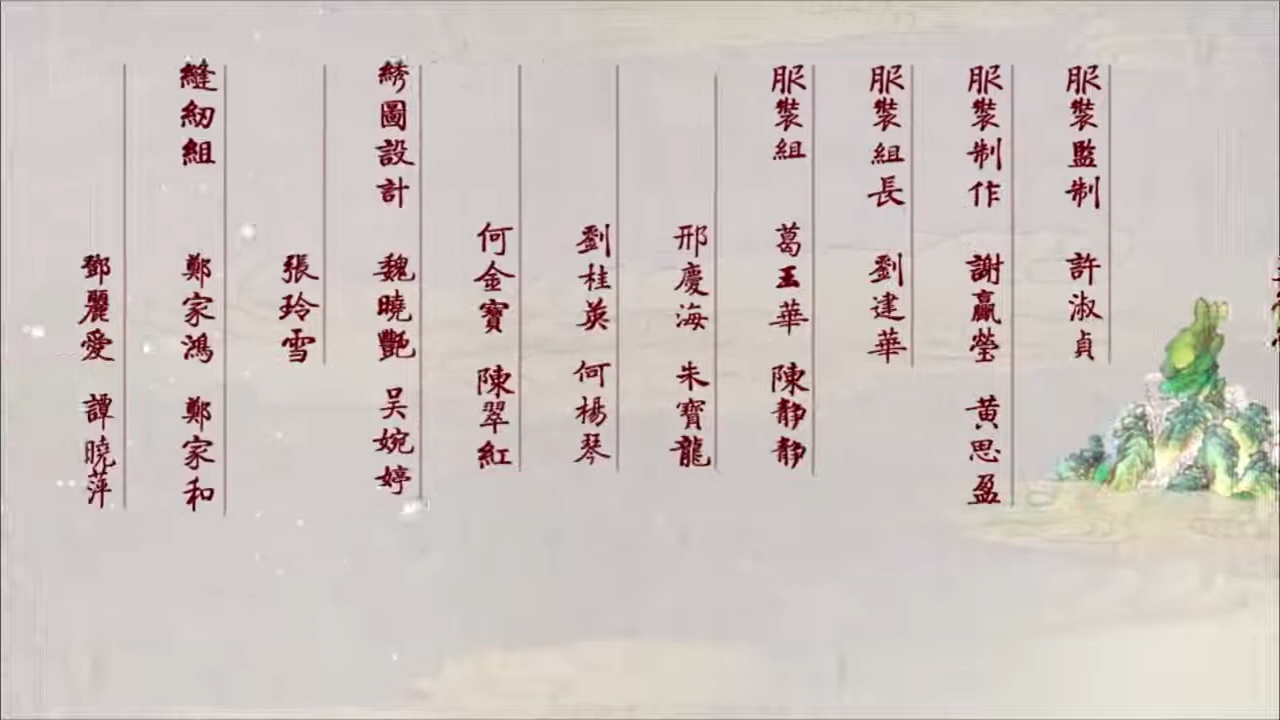 服裝監制 許淑貞
服裝制作 謝贏瑩 黃思盈
服裝組長 劉建華
服裝組 葛玉華 陳靜靜
邢慶海 朱寶龍
劉桂英 何楊琴
何金寶 陳翠紅
綉圖設計 魏曉艷 吴婉婷
張玲雪
縫紉組 鄭家鴻 鄭家和
鄧麗愛 譚曉萍